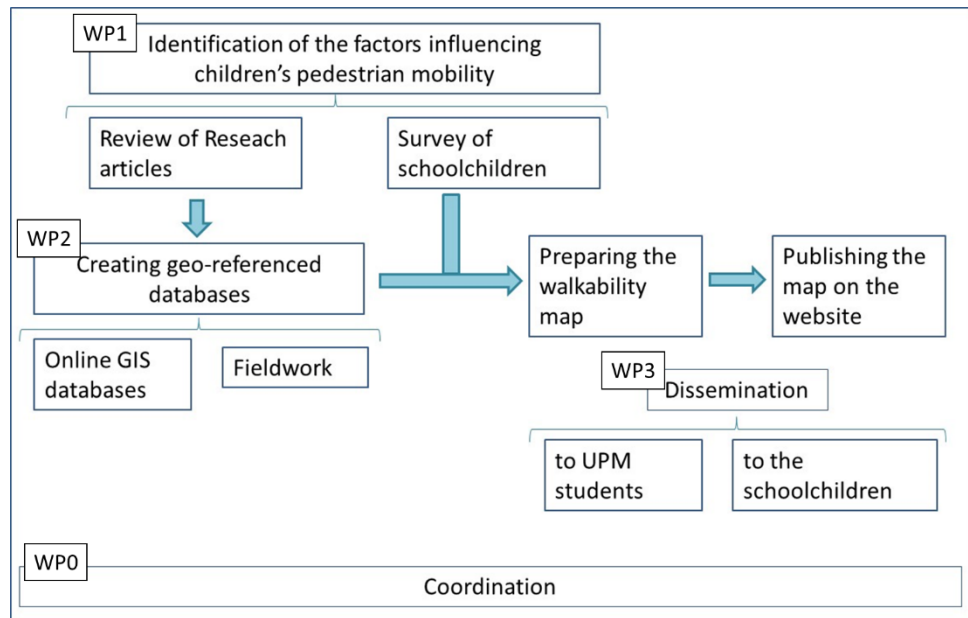 WP1
Identification of the factors influencing
children's pedestrian mobility
Review of Reseach
articles
Survey of
schoolchildren
WP2
Creating geo-referenced
databases
Preparing the
walkability
map
Publishing the
map on the
website
Online GIS
databases
Fieldwork
WP3
Dissemination
to UPM
students
to the
schoolchildren
WP0
Coordination